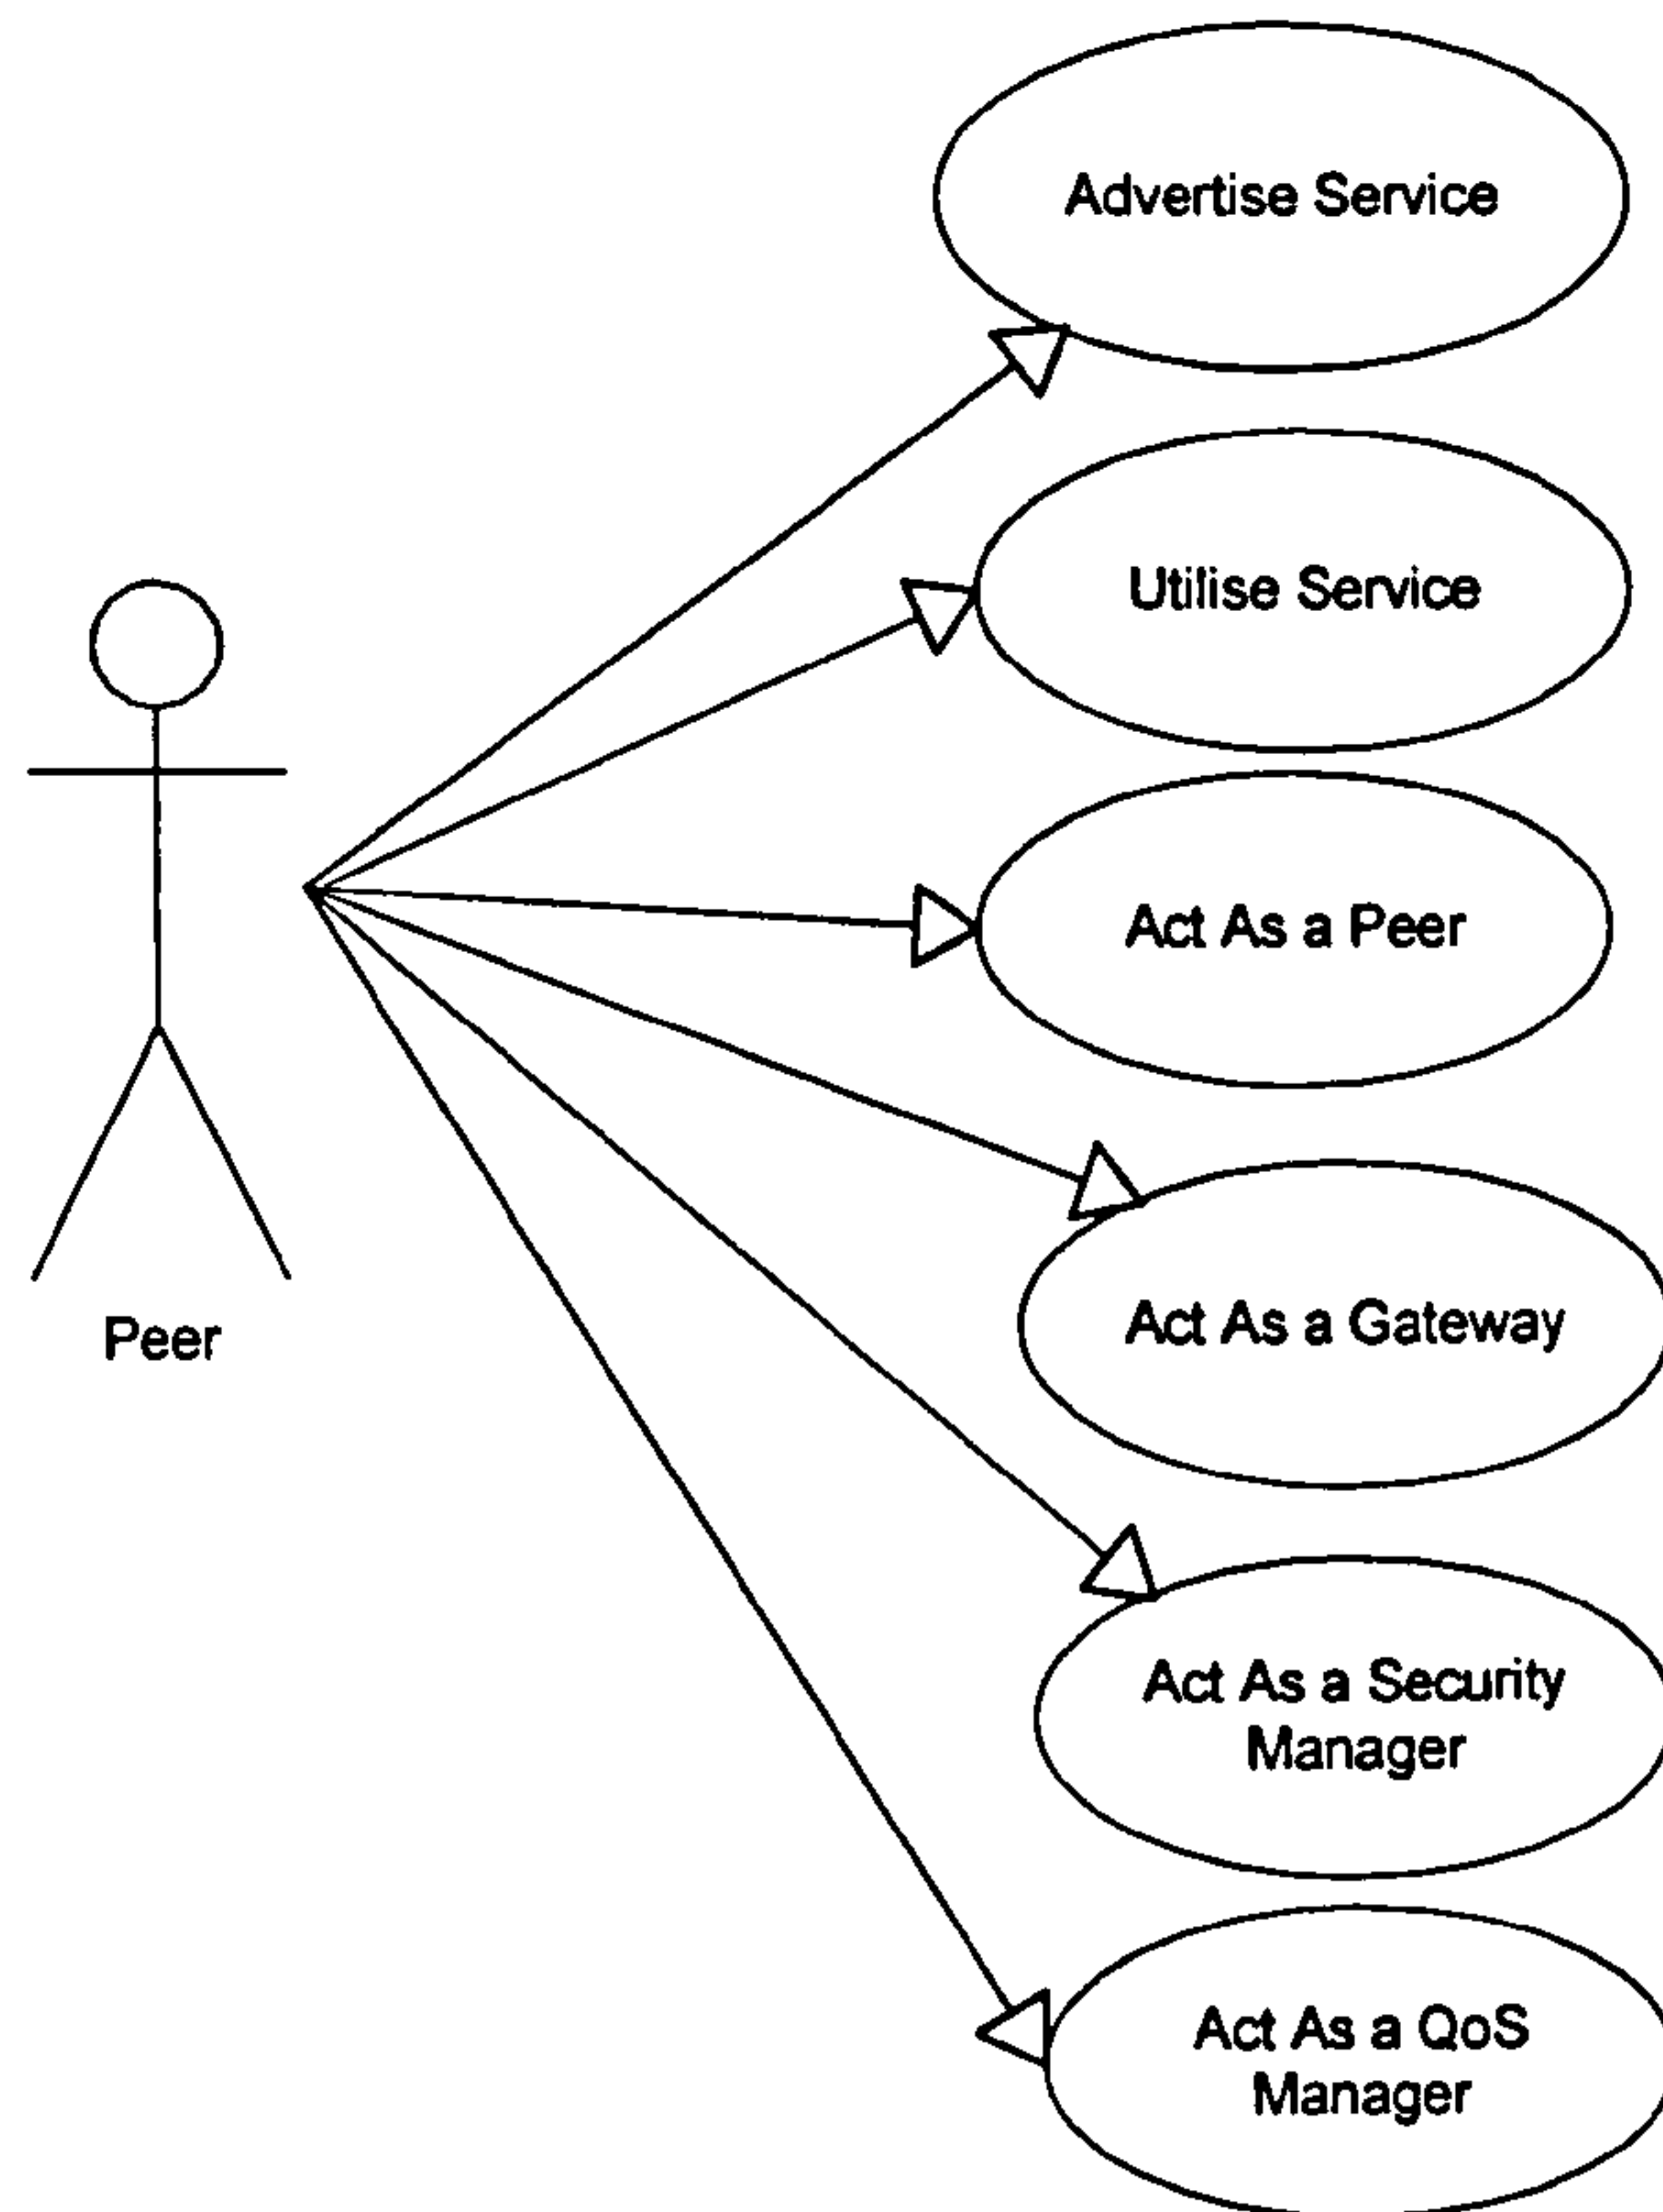 Advertise Service
Utilise Service
Act As a Peer
Act As a Gateway
Peer
Act As a Security
Manager
Act As a QoS
Manager